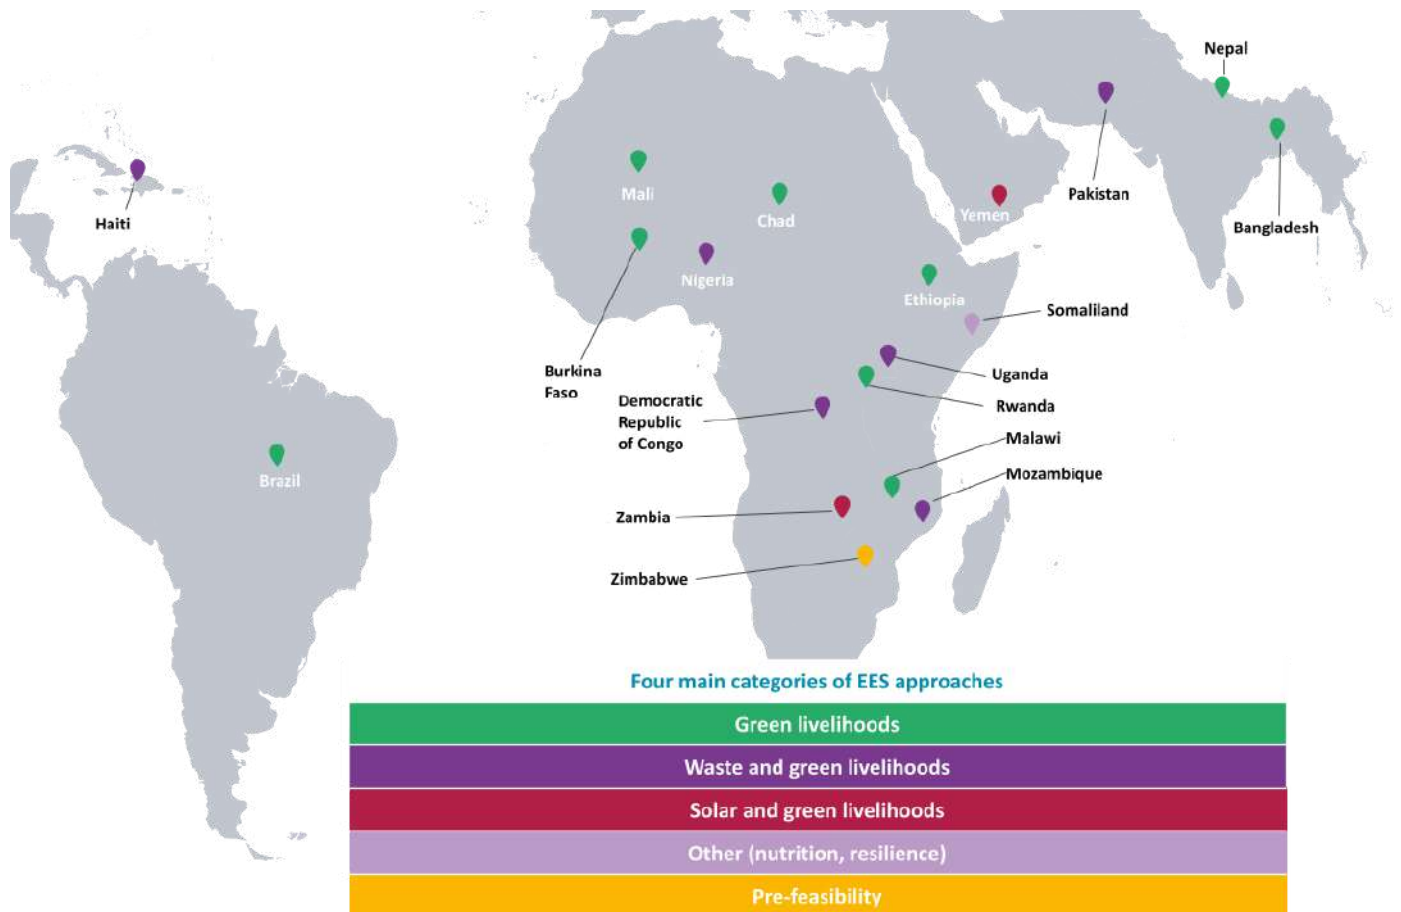 Nepal
Mali
Chad
Yemen
Pakistan
Haiti
Bangladesh
Nigeria
Ethiopia
Somaliland
Burkina
Faso
Uganda
Democratic
Republic
of Congo
Rwanda
Malawi
Mozambique
Brazil
Zambia
Zimbabwe
Four main categories of EES approaches
Green livelihoods
Waste and green livelihoods
Solar and green livelihoods
Other (nutrition, resilience)
Pre-feasibility